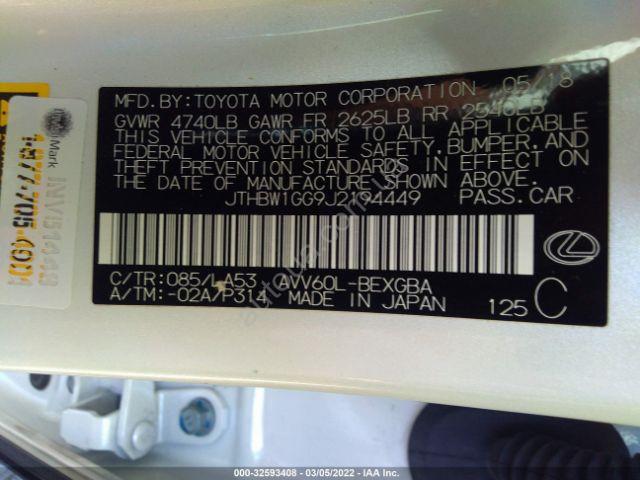 MFD.BY:TOYOTA MOTOR CORPORATION 05/18
GVWR 4740LB GAWR FR 2625LB RR 2540LB
THIS VEHICLE CONFORMS TO ALL APPLICABLE
FEDERAL MOTOR VEHICLE SAFETY,BUMPER,AND
THEFT PREVENTION STANDARDS IN EFFECT ON
THE DATE OF MANUFACTURE SHOWN ABOVE.
JTHBW1GG9J2194449 PASS.CAR
C/TR:085/LA53 AVV60L-BEXGBA
A/TM:-02A/P314 MADE IN JAPAN 125 C
Mark
000-32593408 - 03/05/2022 - IAA Inc.